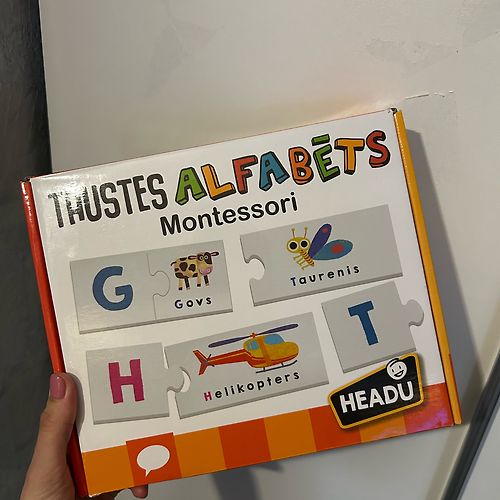 TAUSTES ALFABĒTS
Montessori
G
Govs
Taurenis
H
Helikopters
T
HEADU